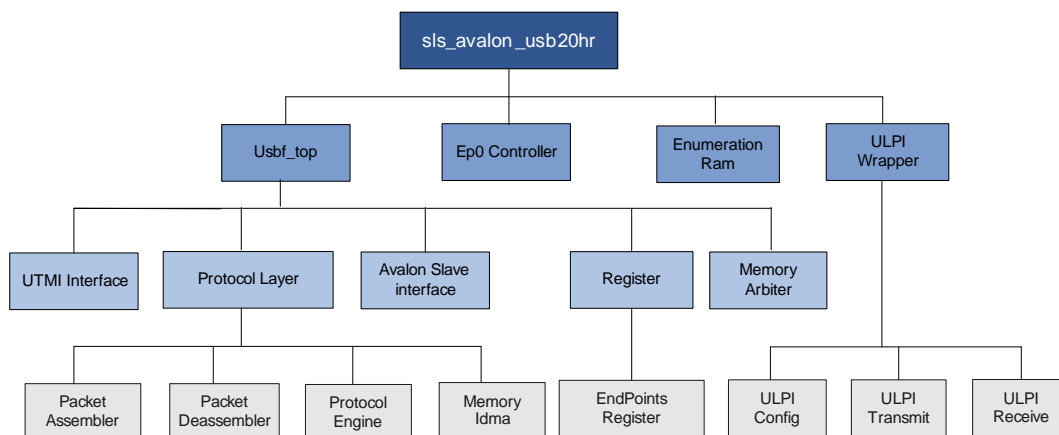 sls_avalon_usb20hr
Usbf_top
Ep0 Controller
Enumeration
Ram
ULPI
Wrapper
UTMI Interface
Protocol Layer
Avalon Slave
interface
Register
Memory
Arbiter
Packet
Assembler
Packet
Deassembler
Protocol
Engine
Memory
Idma
EndPoints
Register
ULPI
Config
ULPI
Transmit
ULPI
Receive